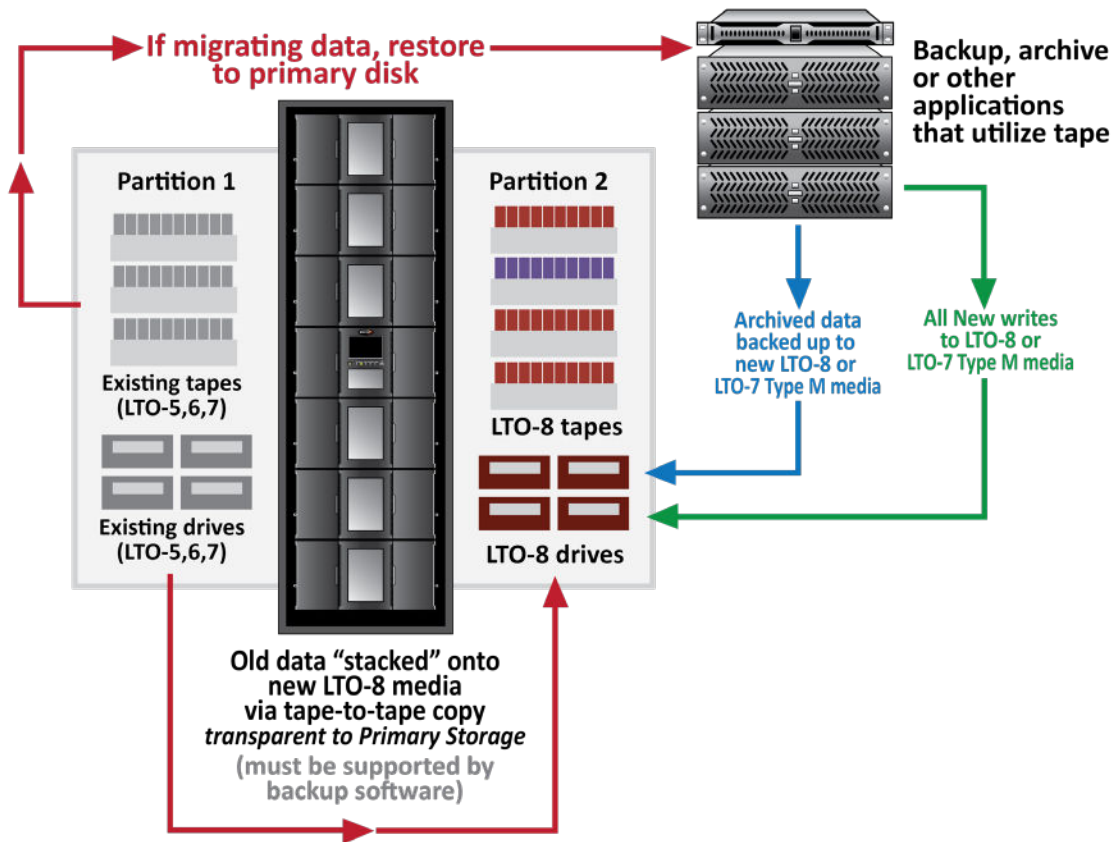 If migrating data, restore
to primary disk
Backup, archive
or other
applications
that utilize tape
Partition 1
Partition 2
Existing tapes
(LTO-5,6,7)
Existing drives
(LTO-5,6,7)
LTO-8 tapes
LTO-8 drives
Archived data
backed up to
new LTO-8 or
LTO-7 Type M media
All New writes
to LTO-8 or
LTO-7 Type M media
Old data “stacked” onto
new LTO-8 media
via tape-to-tape copy
transparent to Primary Storage
(must be supported by
backup software)